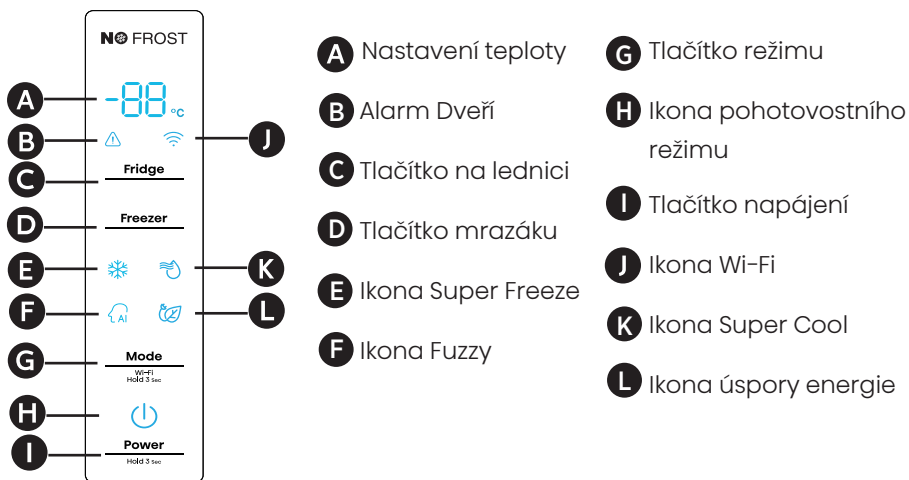 NO FROST
-88 °C
A
B
J
Fridge
C
Freezer
D
E
K
AI
F
L
Mode
Wi-Fi
Hold 3 Sec
G
H
Power
Hold 3 Sec
I
A Nastavení teploty
B Alarm Dveří
C Tlačítko na lednici
D Tlačítko mrazáku
E Ikona Super Freeze
F Ikona Fuzzy
G Tlačítko režimu
H Ikona pohotovostního
režimu
I Tlačítko napájení
J Ikona Wi-Fi
K Ikona Super Cool
L Ikona úspory energie